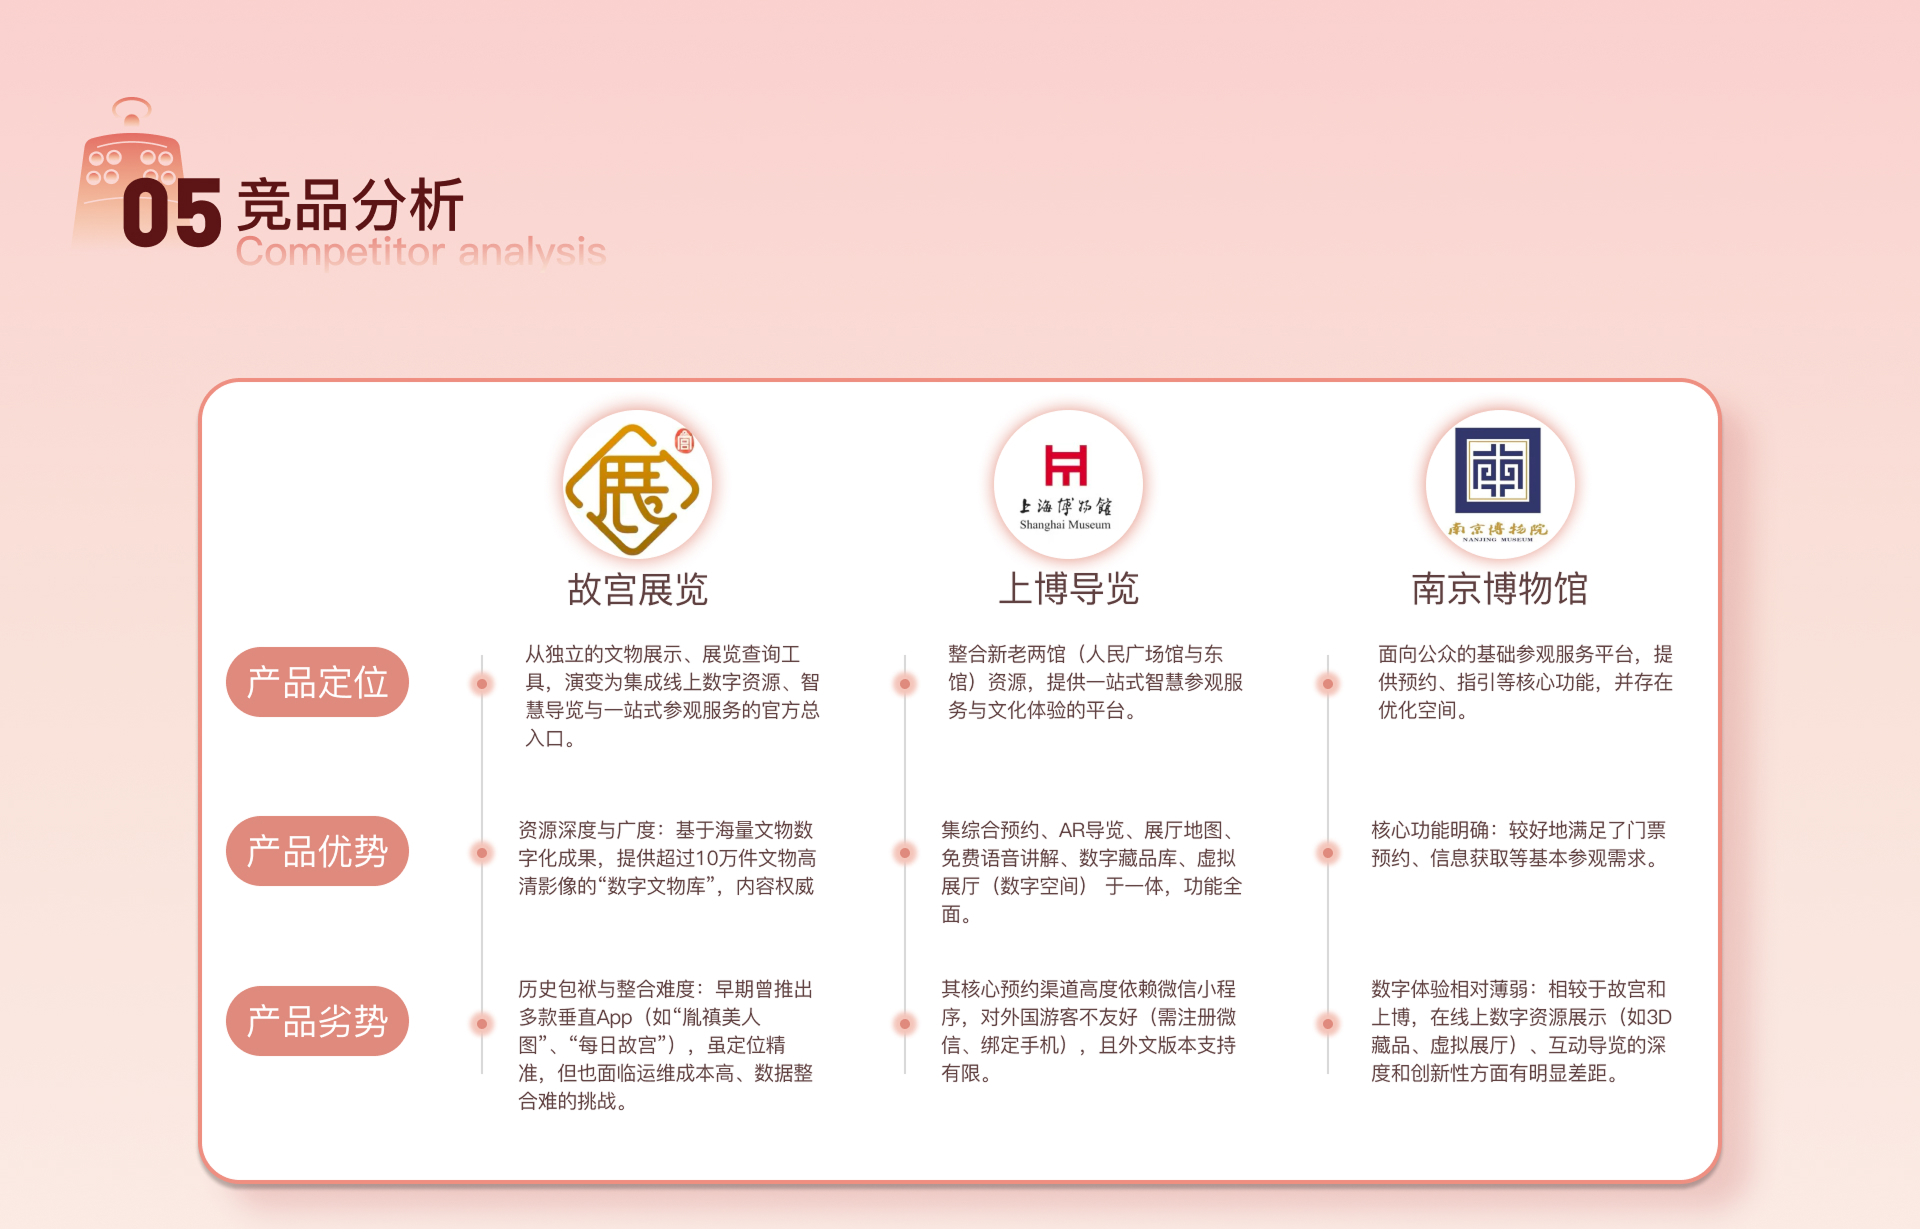 05 竞品分析
Competitor analysis
展
宫
上海博物館
Shanghai Museum
南京博物院
NANJING MUSEUM
故宫展览
上博导览
南京博物馆
产品定位
从独立的文物展示、展览查询工
具，演变为集成线上数字资源、智
慧导览与一站式参观服务的官方总
入口。
整合新老两馆（人民广场馆与东
馆）资源，提供一站式智慧参观服
务与文化体验的平台。
面向公众的基础参观服务平台，提
供预约、指引等核心功能，并存在
优化空间。
产品优势
资源深度与广度：基于海量文物数
字化成果，提供超过10万件文物高
清影像的“数字文物库”，内容权威
集综合预约、AR导览、展厅地图、
免费语音讲解、数字藏品库、虚拟
展厅（数字空间） 于一体，功能全
面。
核心功能明确：较好地满足了门票
预约、信息获取等基本参观需求。
产品劣势
历史包袱与整合难度：早期曾推出
多款垂直App（如“胤禛美人
图”、“每日故宫”），虽定位精
准，但也面临运维成本高、数据整
合难的挑战。
其核心预约渠道高度依赖微信小程
序，对外国游客不友好（需注册微
信、绑定手机），且外文版本支持
有限。
数字体验相对薄弱：相较于故宫和
上博，在线上数字资源展示（如3D
藏品、虚拟展厅）、互动导览的深
度和创新性方面有明显差距。